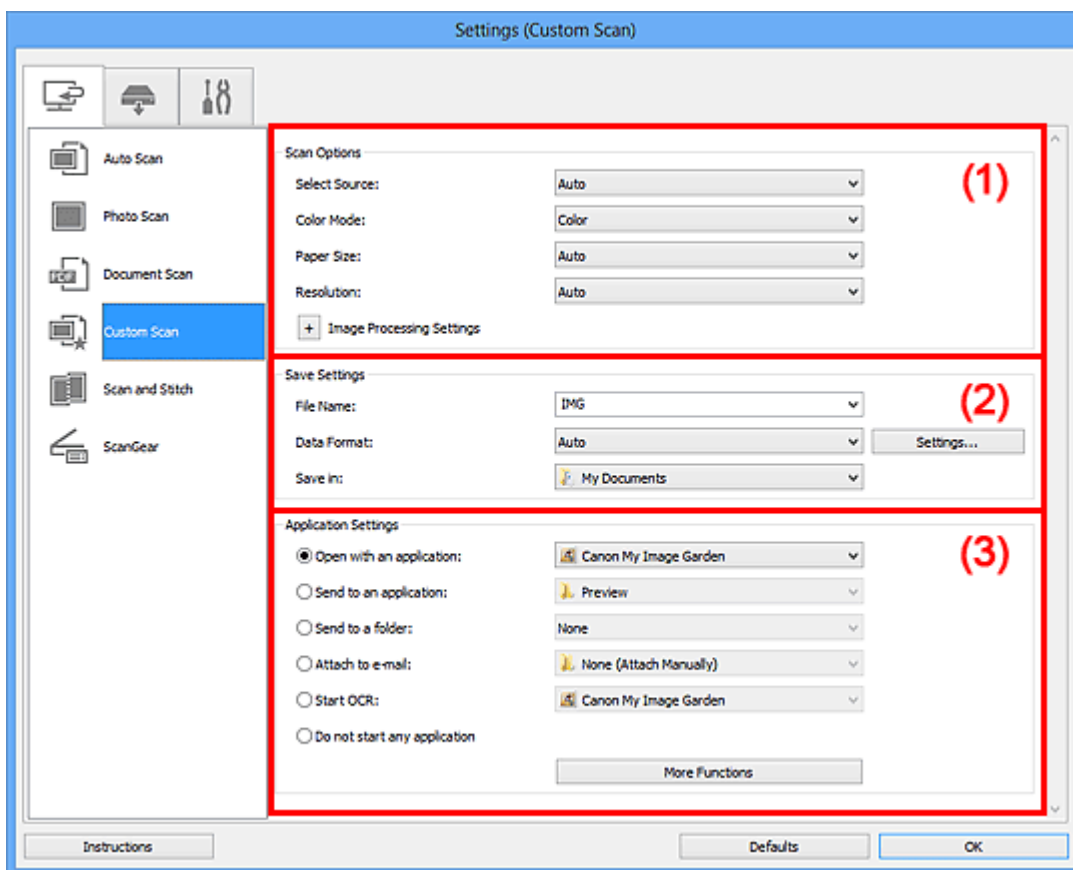 Settings (Custom Scan)
Auto Scan
Photo Scan
Document Scan
Custom Scan
Scan and Stitch
ScanGear
Scan Options (1)
Select Source: Auto
Color Mode: Color
Paper Size: Auto
Resolution: Auto
+ Image Processing Settings
Save Settings (2)
File Name: IMG
Data Format: Auto Settings...
Save in: My Documents
Application Settings (3)
Open with an application: Canon My Image Garden
Send to an application: Preview
Send to a folder: None
Attach to e-mail: None (Attach Manually)
Start OCR: Canon My Image Garden
Do not start any application
More Functions
Instructions Defaults OK